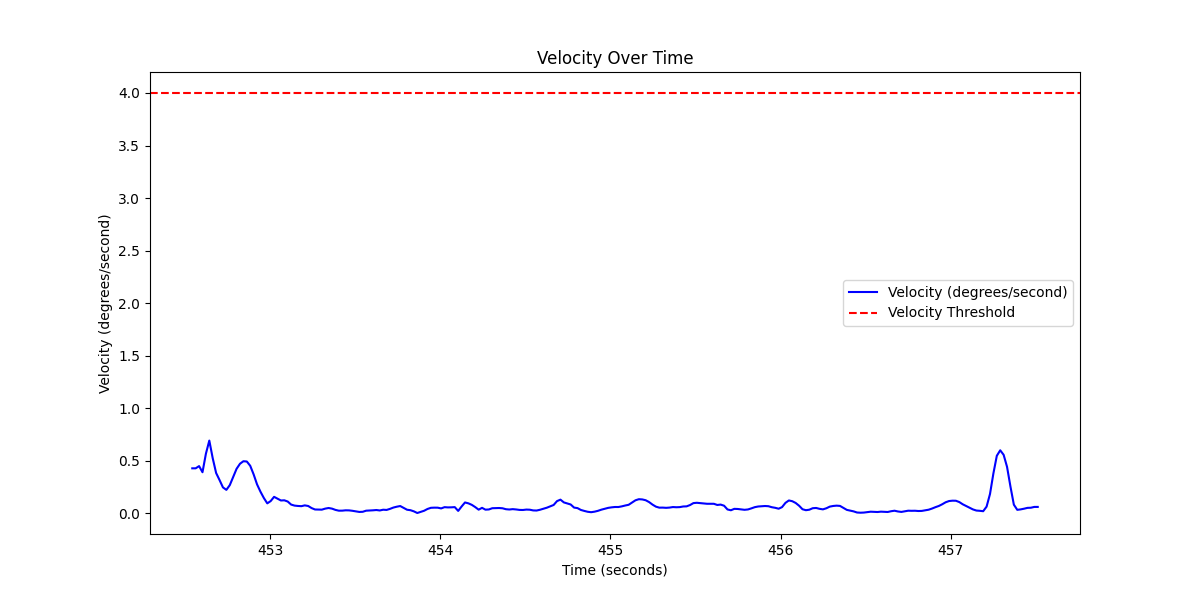 Velocity Over Time
Velocity (degrees/second)
4.0
3.5
3.0
2.5
2.0
1.5
1.0
0.5
0.0
Velocity (degrees/second)
Velocity Threshold
453 454 455 456 457
Time (seconds)